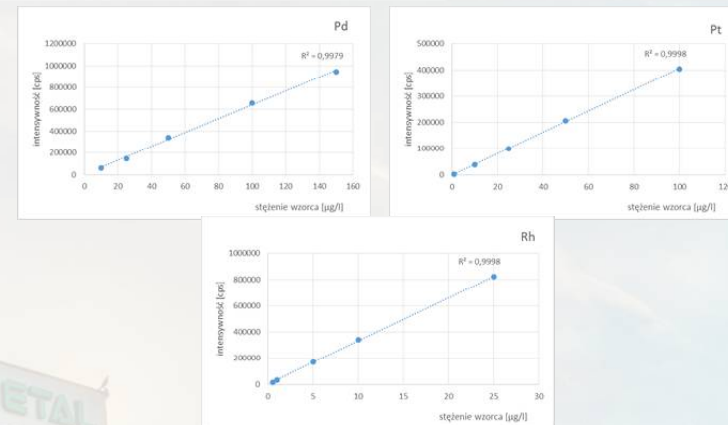 Pd
R² = 0,9979
intensywność [cps]
1200000
1000000
800000
600000
400000
200000
0
0 20 40 60 80 100 120 140 160
stężenie wzorca [µg/l]
Pt
R² = 0,9998
intensywność [cps]
500000
400000
300000
200000
100000
0
0 20 40 60 80 100 120
stężenie wzorca [µg/l]
Rh
R² = 0,9998
intensywność [cps]
1000000
800000
600000
400000
200000
0
0 5 10 15 20 25 30
stężenie wzorca [µg/l]
ETAL